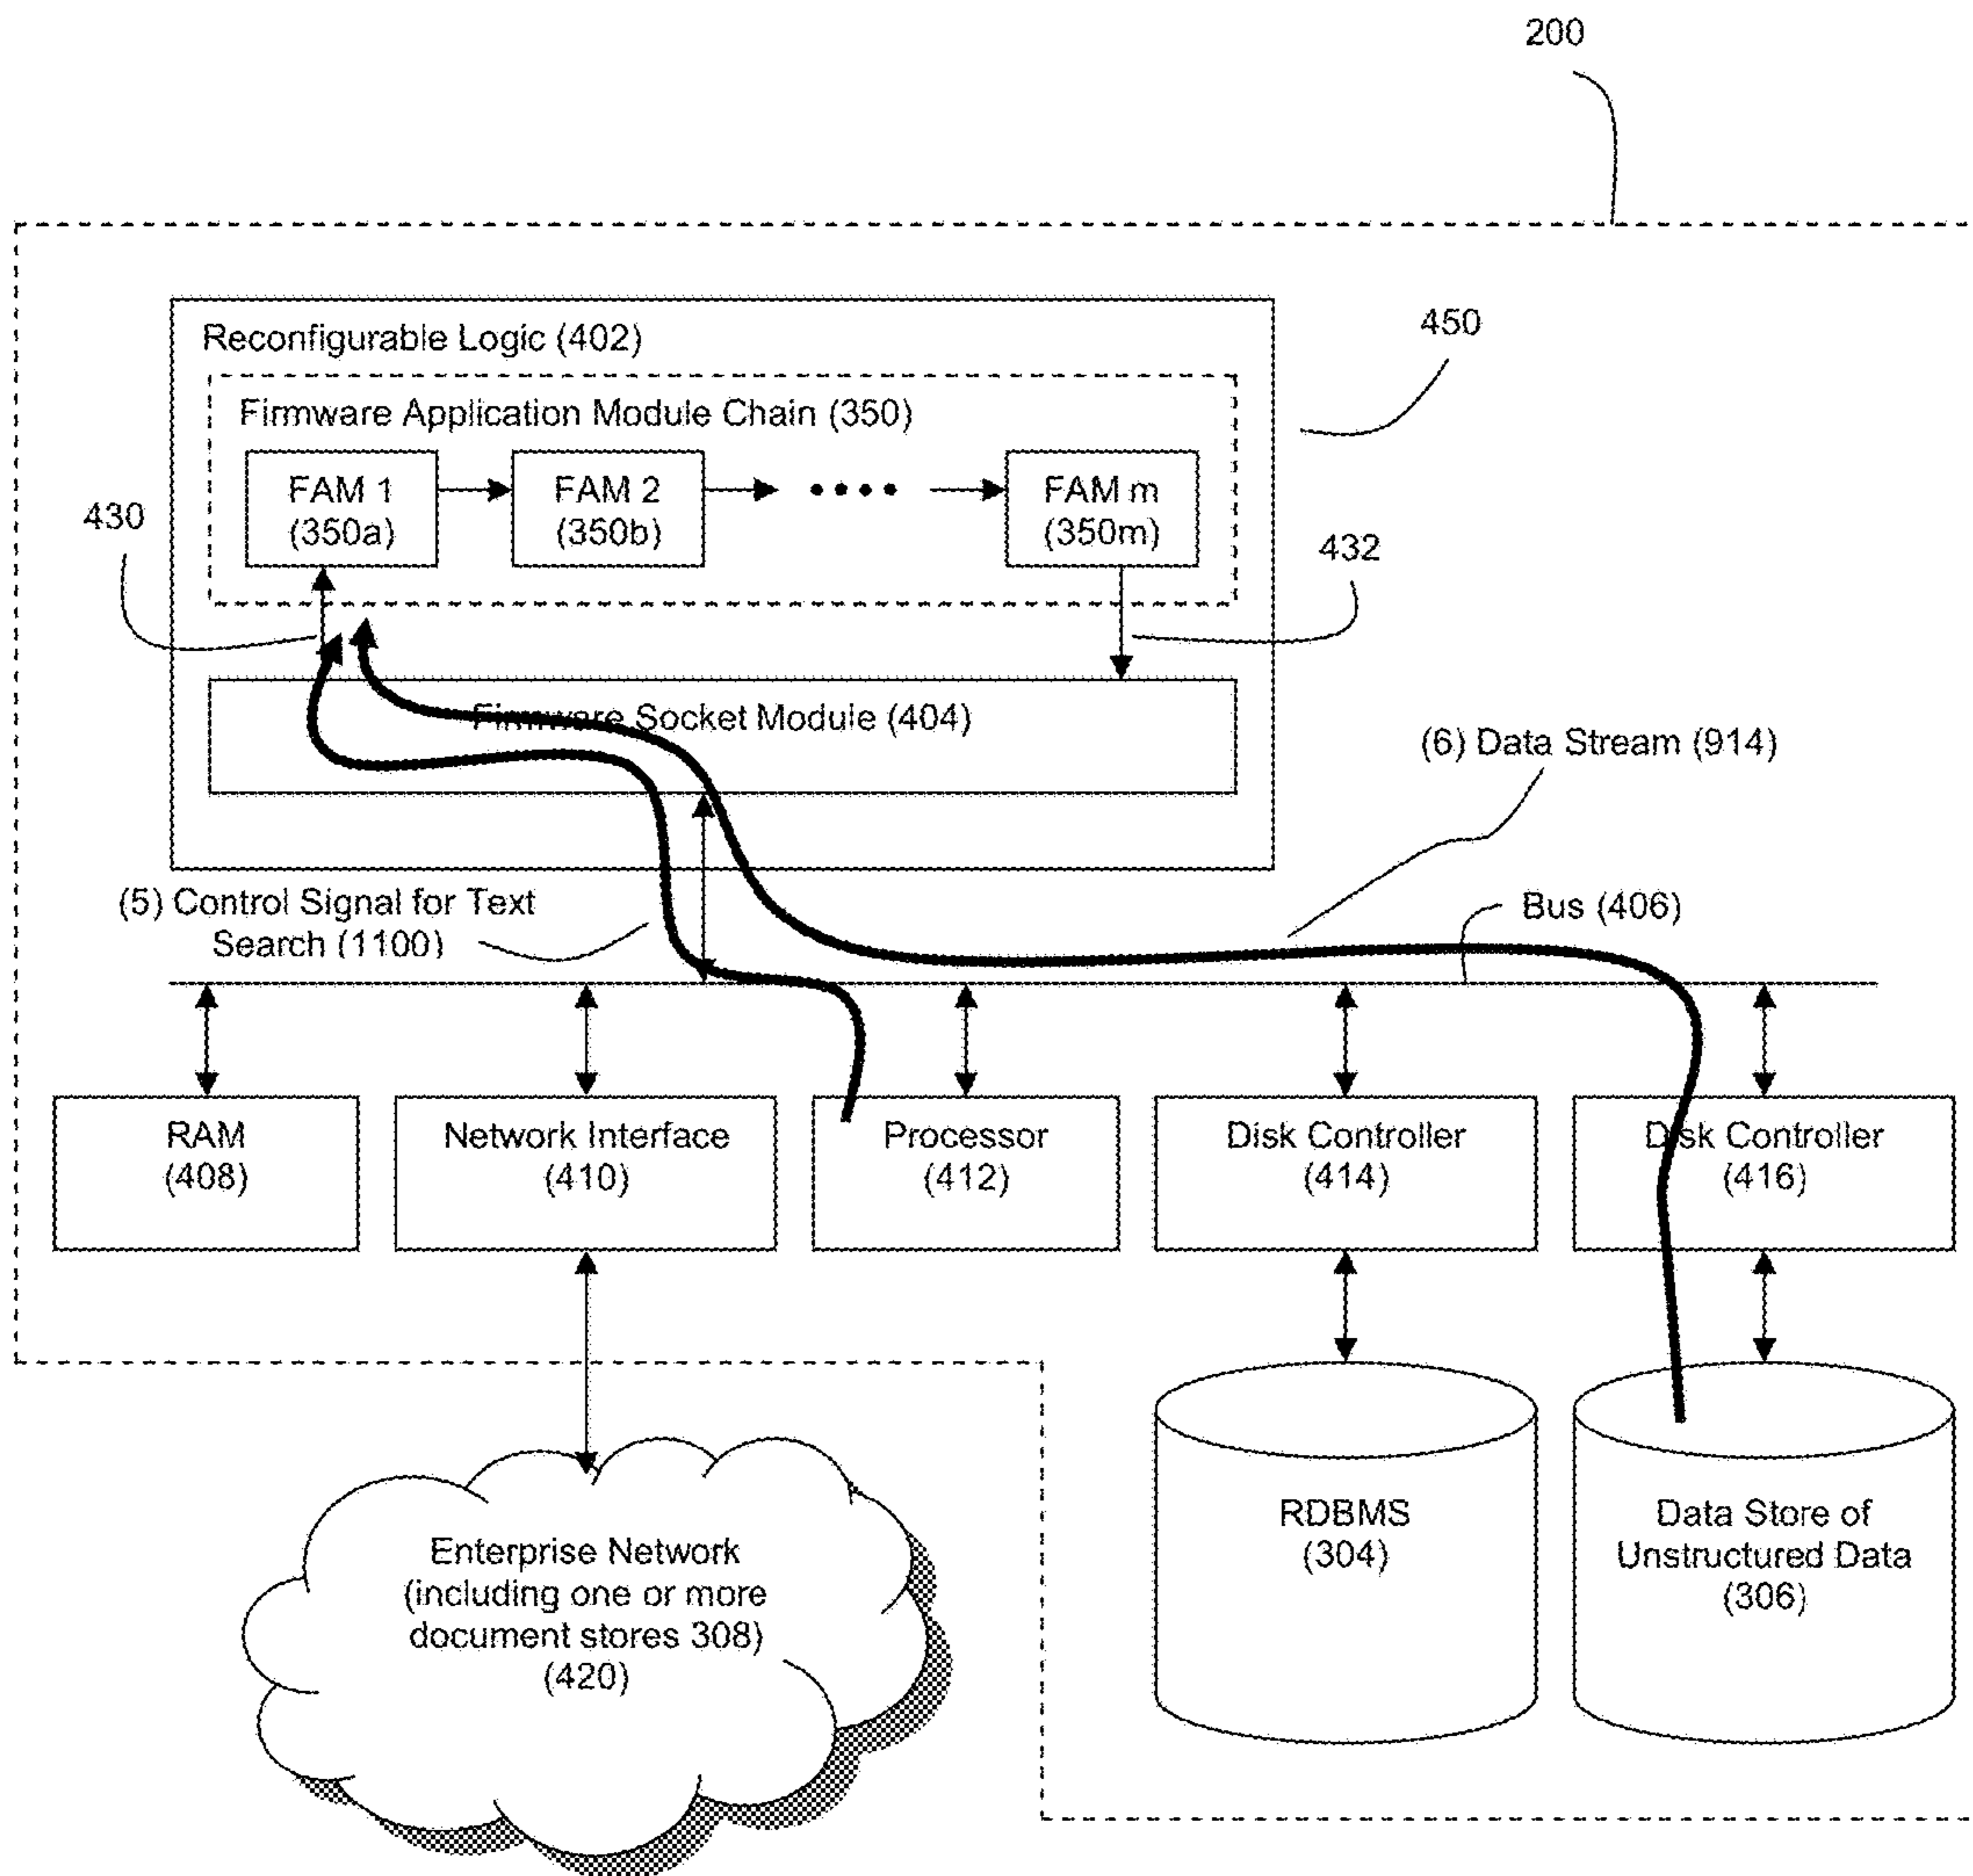 200
Reconfigurable Logic (402)
450
Firmware Application Module Chain (350)
FAM 1
(350a)
FAM 2
(350b)
FAM m
(350m)
430
432
Firmware Socket Module (404)
(6) Data Stream (914)
(5) Control Signal for Text
Search (1100)
Bus (406)
RAM
(408)
Network Interface
(410)
Processor
(412)
Disk Controller
(414)
Disk Controller
(416)
Enterprise Network
(including one or more
document stores 308)
(420)
RDBMS
(304)
Data Store of
Unstructured Data
(306)